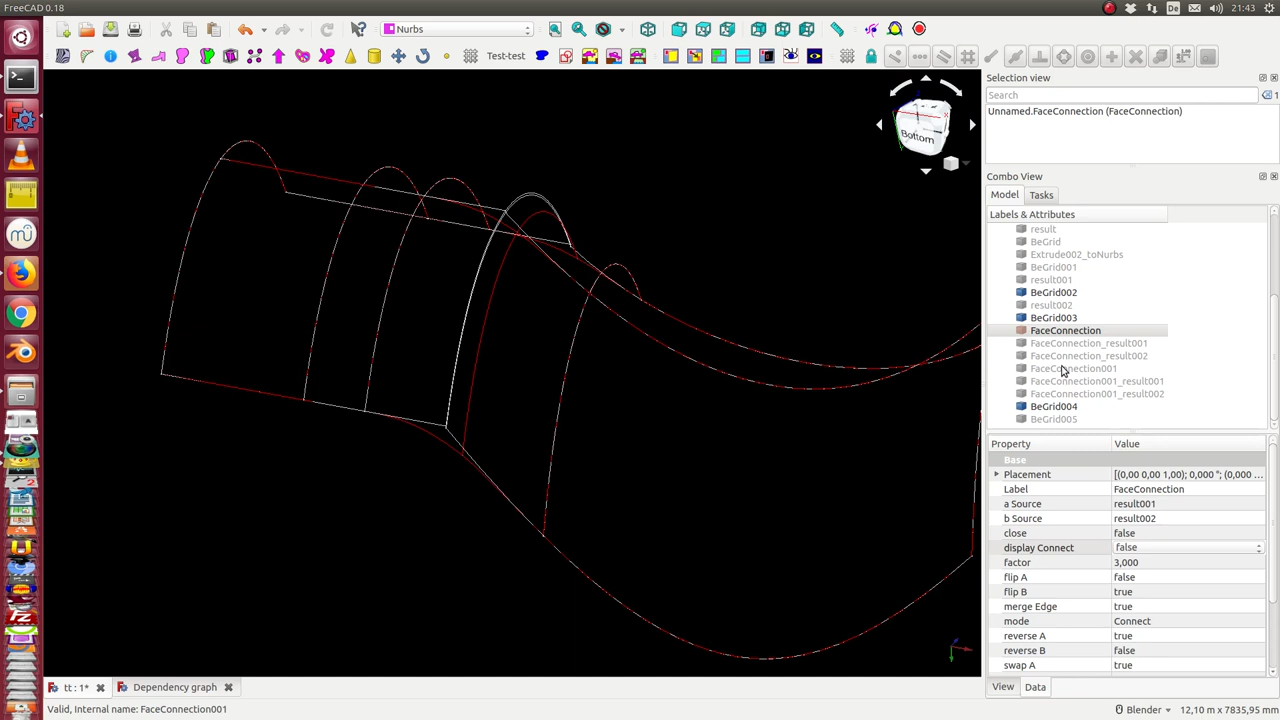 FreeCAD 0.18
De
21:43
Nurbs
Test-test
Selection view
Search
1
Unnamed.FaceConnection (FaceConnection)
Combo View
Model
Tasks
Labels & Attributes
result
BeGrid
Extrude002_toNurbs
BeGrid001
result001
BeGrid002
result002
BeGrid003
FaceConnection
FaceConnection_result001
FaceConnection_result002
FaceConnection001
FaceConnection001_result001
FaceConnection001_result002
BeGrid004
BeGrid005
Bottom
Property
Value
Base
Placement
[(0,00 0,00 1,00); 0,000 °; (0,000 ...
Label
FaceConnection
a Source
result001
b Source
result002
close
false
display Connect
false
factor
3,000
flip A
false
flip B
true
merge Edge
true
mode
Connect
reverse A
true
reverse B
false
swap A
true
View
Data
tt : 1*
Dependency graph
Valid, Internal name: FaceConnection001
Blender
12,10 m x 7835,95 mm